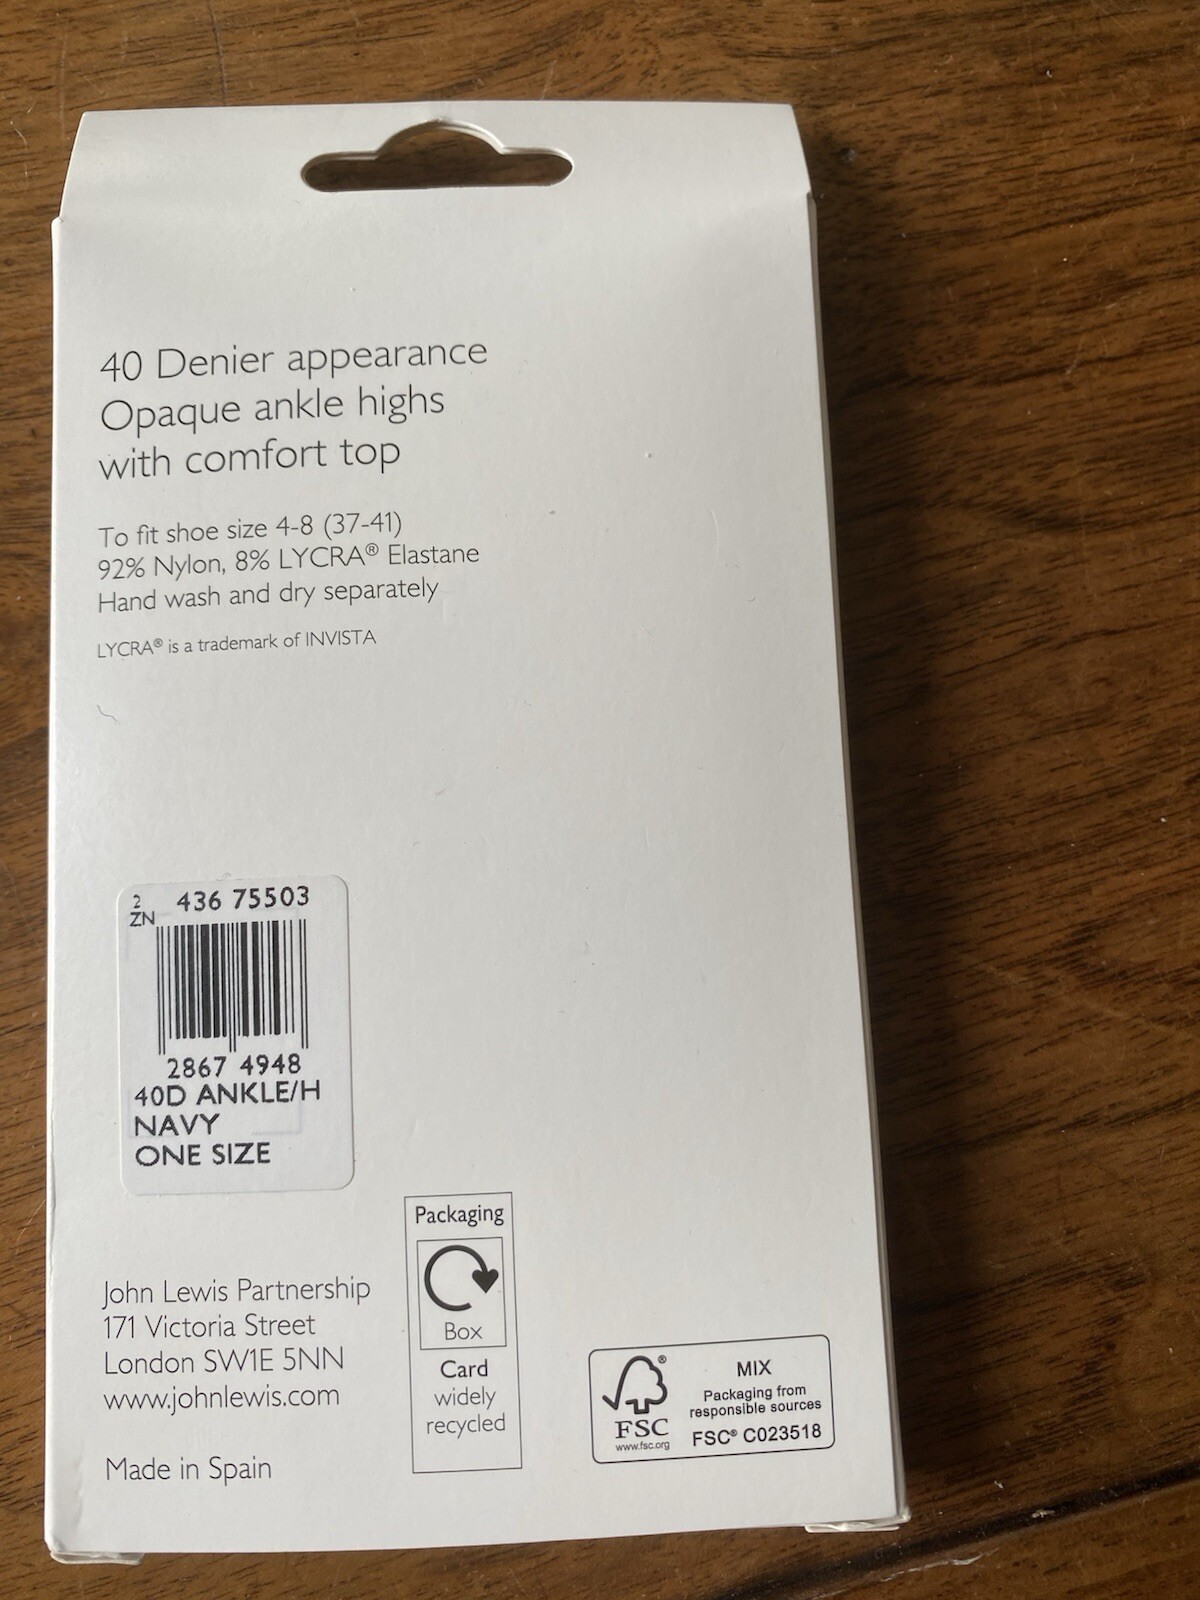 40 Denier appearance
Opaque ankle highs
with comfort top
To fit shoe size 4-8 (37-41)
92% Nylon, 8% LYCRA® Elastane
Hand wash and dry separately
LYCRA® is a trademark of INVISTA
2
ZN
436 75503
2867 4948
40D ANKLE/H
NAVY
ONE SIZE
John Lewis Partnership
171 Victoria Street
London SW1E 5NN
www.johnlewis.com
Made in Spain
Packaging
Box
Card
widely
recycled
®
FSC
www.fsc.org
MIX
Packaging from
responsible sources
FSC® C023518